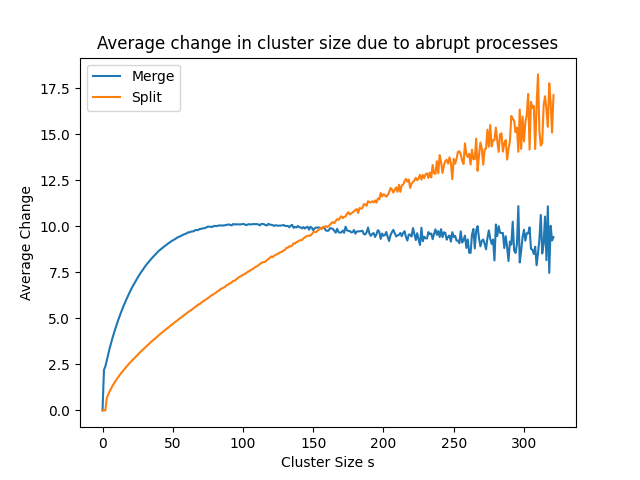 Average change in cluster size due to abrupt processes
Merge
Split
Average Change
17.5
15.0
12.5
10.0
7.5
5.0
2.5
0.0
0 50 100 150 200 250 300
Cluster Size s